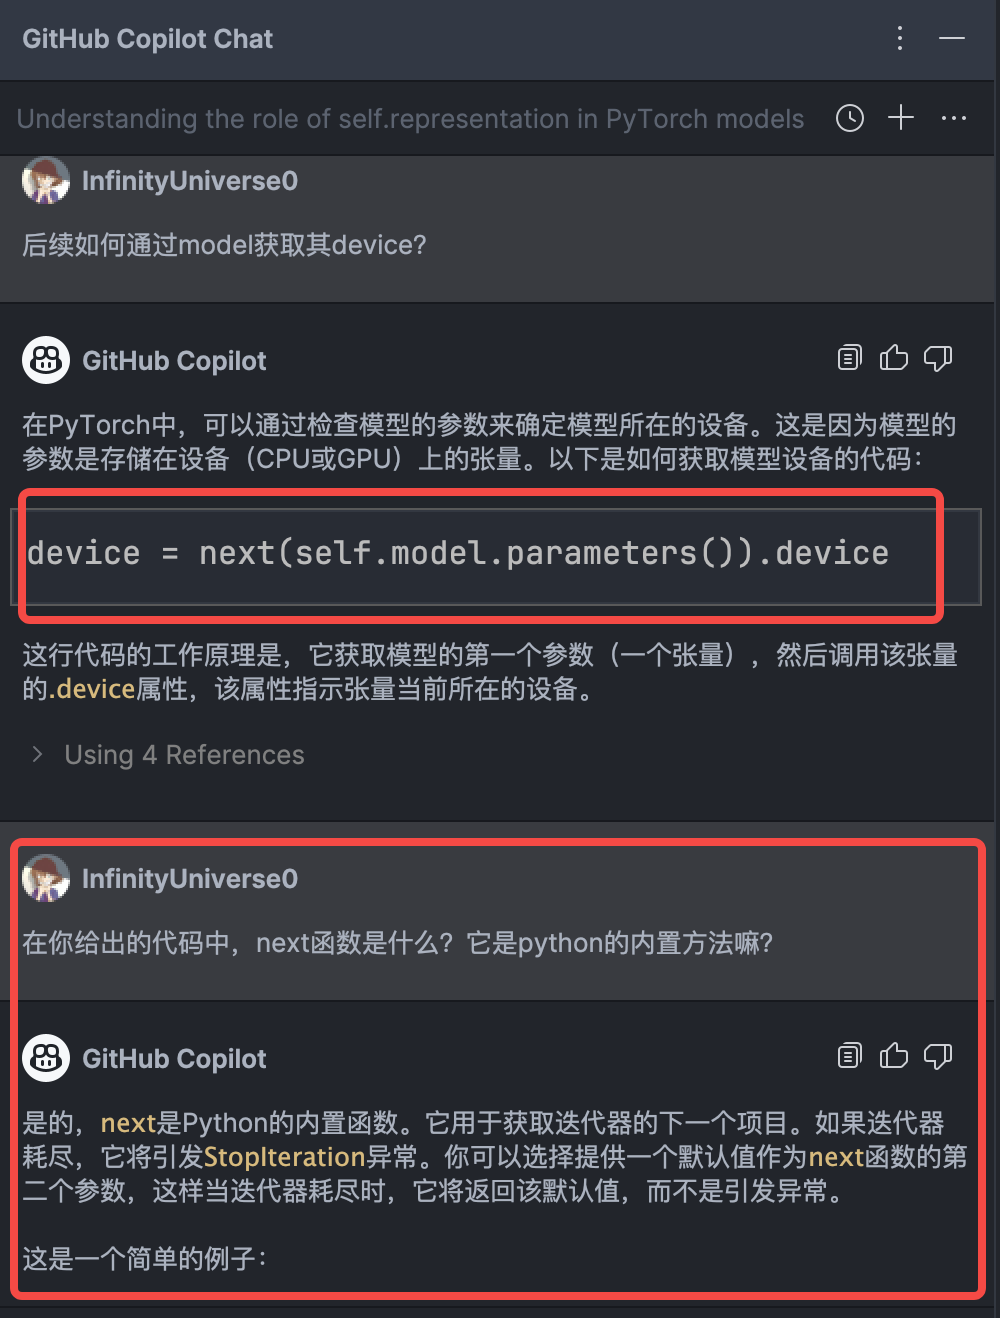 GitHub Copilot Chat
Understanding the role of self.representation in PyTorch models
InfinityUniverse0
后续如何通过model获取其device?
GitHub Copilot
在PyTorch中，可以通过检查模型的参数来确定模型所在的设备。这是因为模型的
参数是存储在设备（CPU或GPU）上的张量。以下是如何获取模型设备的代码：
device = next(self.model.parameters()).device
这行代码的工作原理是，它获取模型的第一个参数（一个张量），然后调用该张量
的.device属性，该属性指示张量当前所在的设备。
Using 4 References
InfinityUniverse0
在你给出的代码中，next函数是什么？它是python的内置方法嘛?
GitHub Copilot
是的，next是Python的内置函数。它用于获取迭代器的下一个项目。如果迭代器
耗尽，它将引发StopIteration异常。你可以选择提供一个默认值作为next函数的第
二个参数，这样当迭代器耗尽时，它将返回该默认值，而不是引发异常。
这是一个简单的例子：